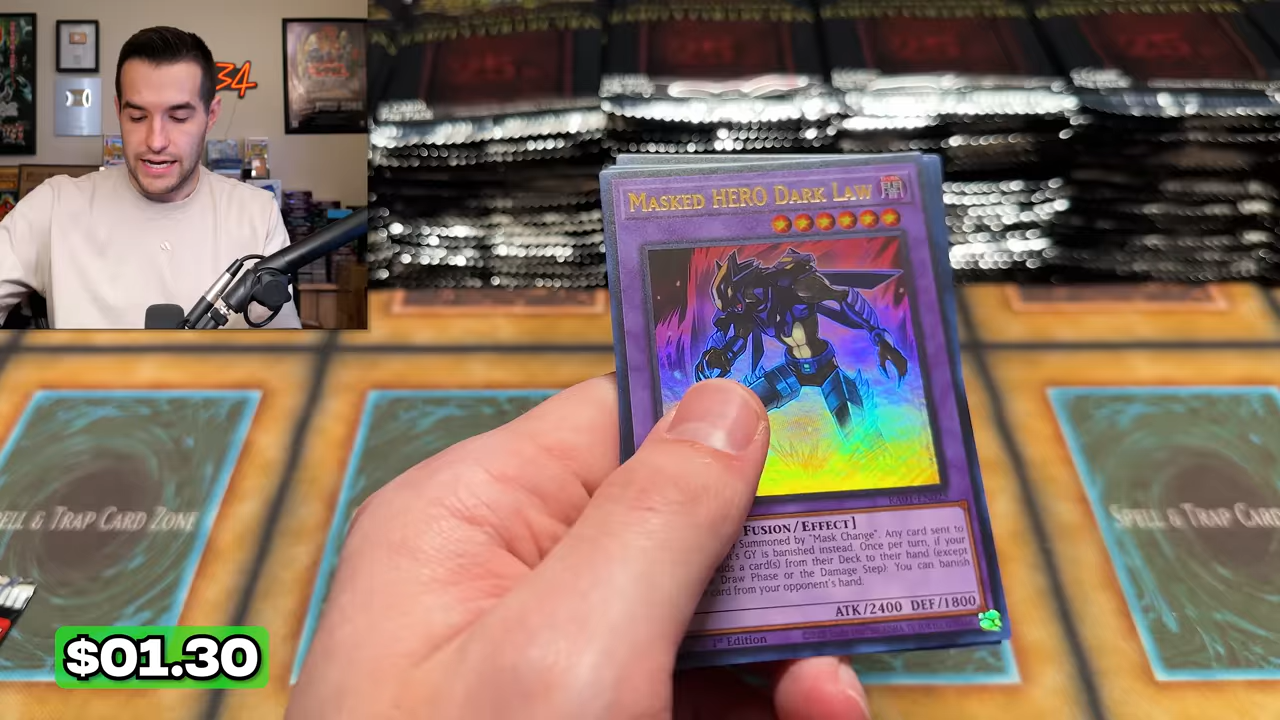 34
MASKED HERO DARK LAW
FUSION/EFFECT]
Summoned by "Mask Change". Any card sent to
GY is banished instead. Once per turn, if your
card(s) from their Deck to their hand (except
Draw Phase or the Damage Step): You can banish
card from your opponent's hand.
ATK/2400 DEF/1800
1st Edition
SPELL & TRAP CARD ZONE
SPELL & TRAP CARD
$01.30